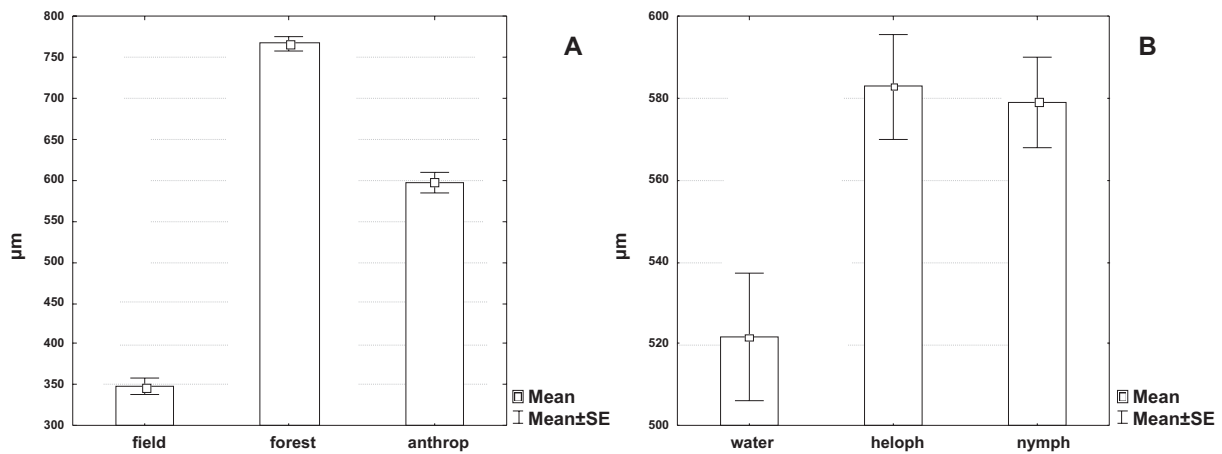 A
800
750
700
650
600
550
500
450
400
350
300
µm
field forest anthrop
Mean
Mean±SE
B
600
580
560
540
520
500
µm
water heloph nymph
Mean
Mean±SE